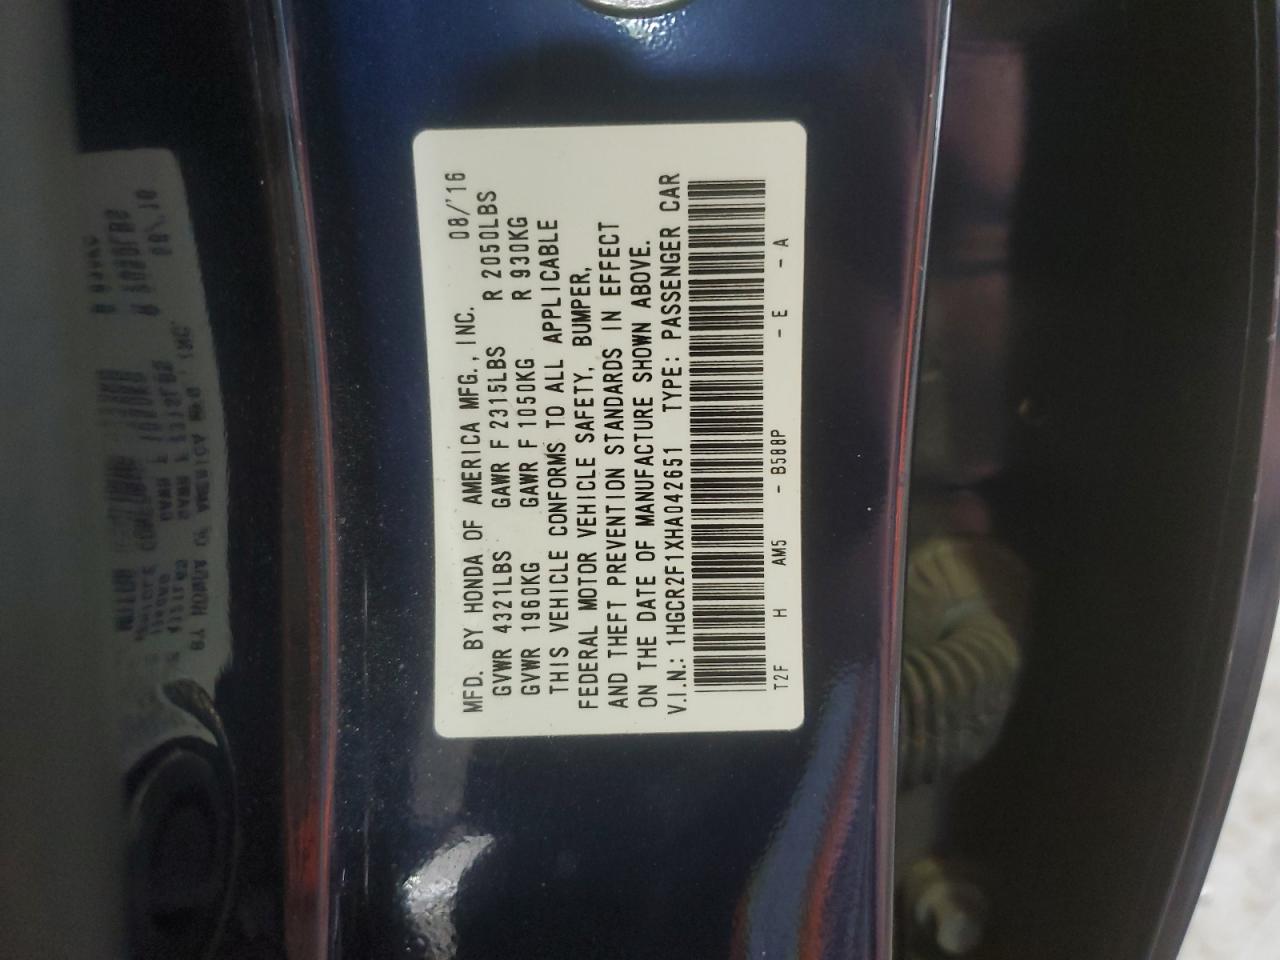 MFD. BY HONDA OF AMERICA MFG., INC. 08/'16
GVWR 4321LBS GAWR F 2315LBS R 2050LBS
GVWR 1960KG GAWR F 1050KG R 930KG
THIS VEHICLE CONFORMS TO ALL APPLICABLE
FEDERAL MOTOR VEHICLE SAFETY, BUMPER,
AND THEFT PREVENTION STANDARDS IN EFFECT
ON THE DATE OF MANUFACTURE SHOWN ABOVE.
V.I.N.: 1HGCR2F1XHA042651 TYPE: PASSENGER CAR
T2F H AM5 - B588P - E - A